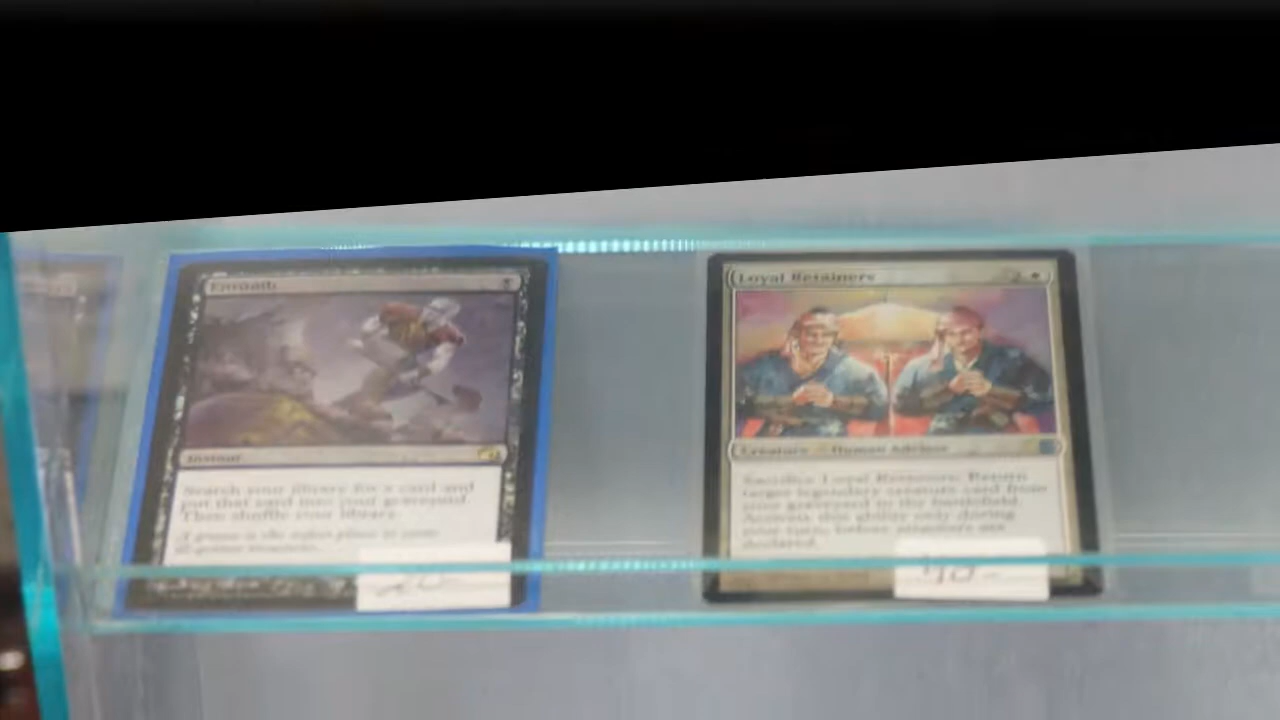 Entomb
Instant
Search your library for a card and
put that card into your graveyard.
Then shuffle your library.
Loyal Retainers
2
Creature Human Advisor
Sacrifice Loyal Retainers: Return
target legendary creature card from
your graveyard to the battlefield.
Activate this ability only during
your turn, before attackers are
declared.